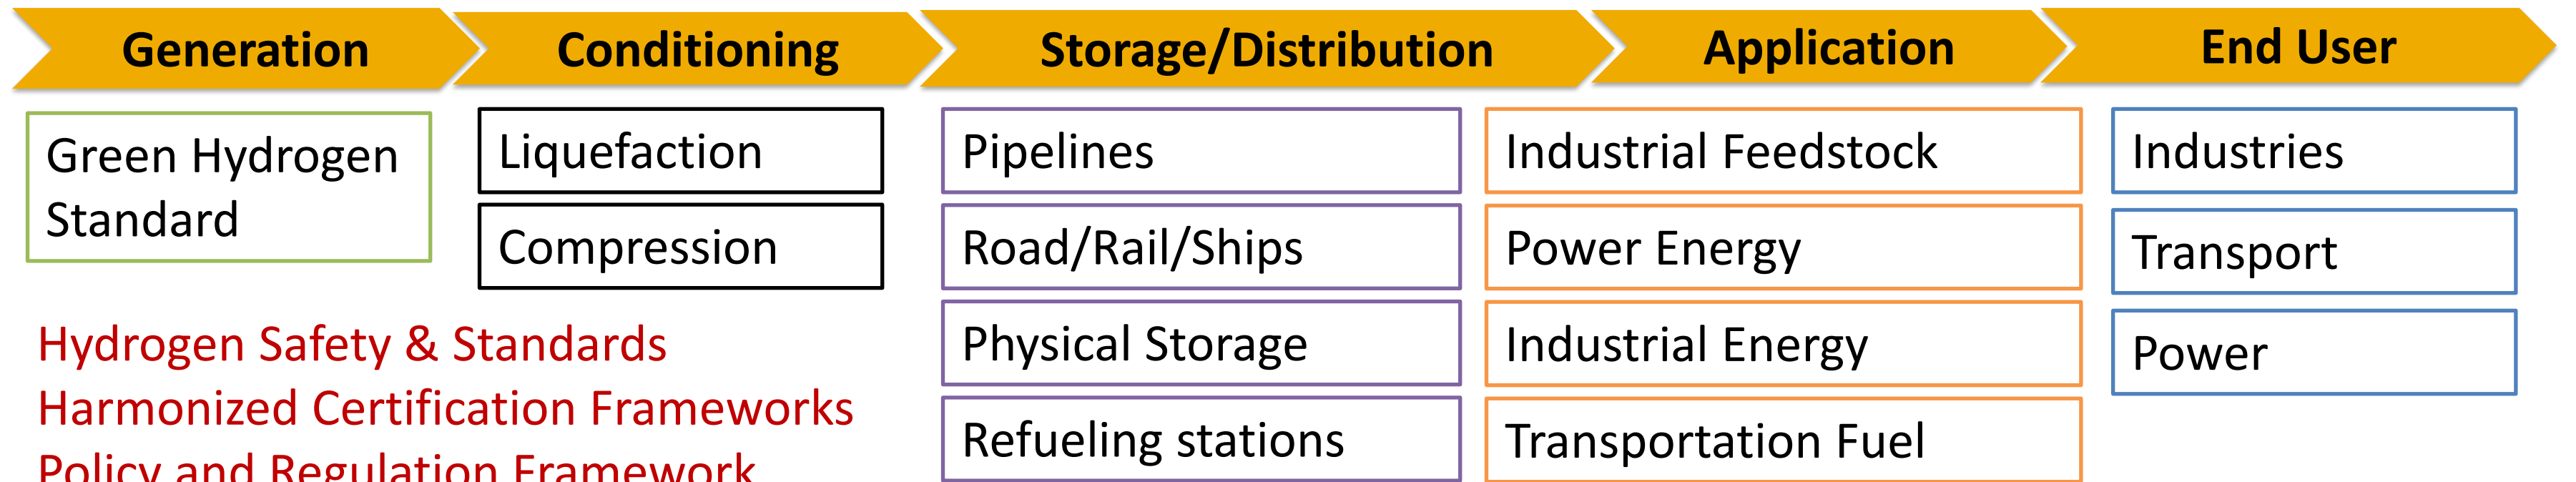 Generation
Conditioning
Storage/Distribution
Application
End User
Green Hydrogen
Standard
Liquefaction
Compression
Pipelines
Road/Rail/Ships
Physical Storage
Refueling stations
Industrial Feedstock
Power Energy
Industrial Energy
Transportation Fuel
Industries
Transport
Power
Hydrogen Safety & Standards
Harmonized Certification Frameworks
Policy and Regulation Framework